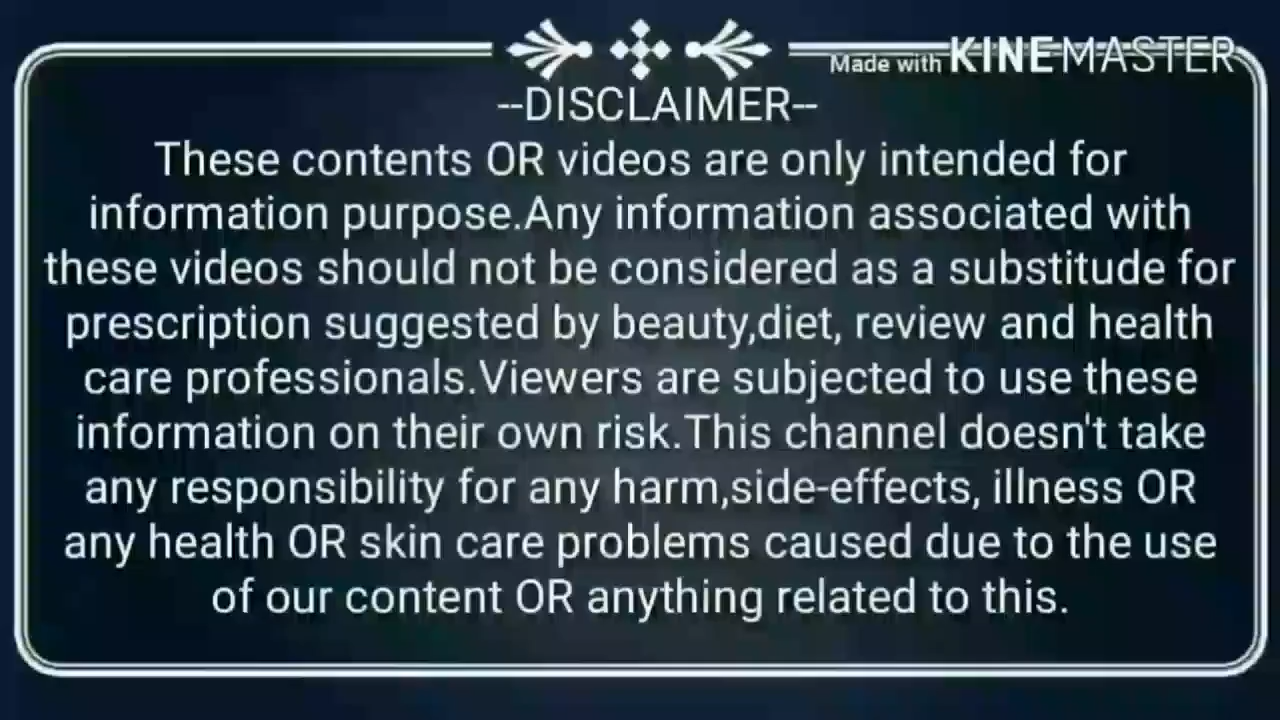 Made with KINEMASTER
--DISCLAIMER--
These contents OR videos are only intended for
information purpose.Any information associated with
these videos should not be considered as a substitude for
prescription suggested by beauty,diet, review and health
care professionals.Viewers are subjected to use these
information on their own risk.This channel doesn't take
any responsibility for any harm,side-effects, illness OR
any health OR skin care problems caused due to the use
of our content OR anything related to this.